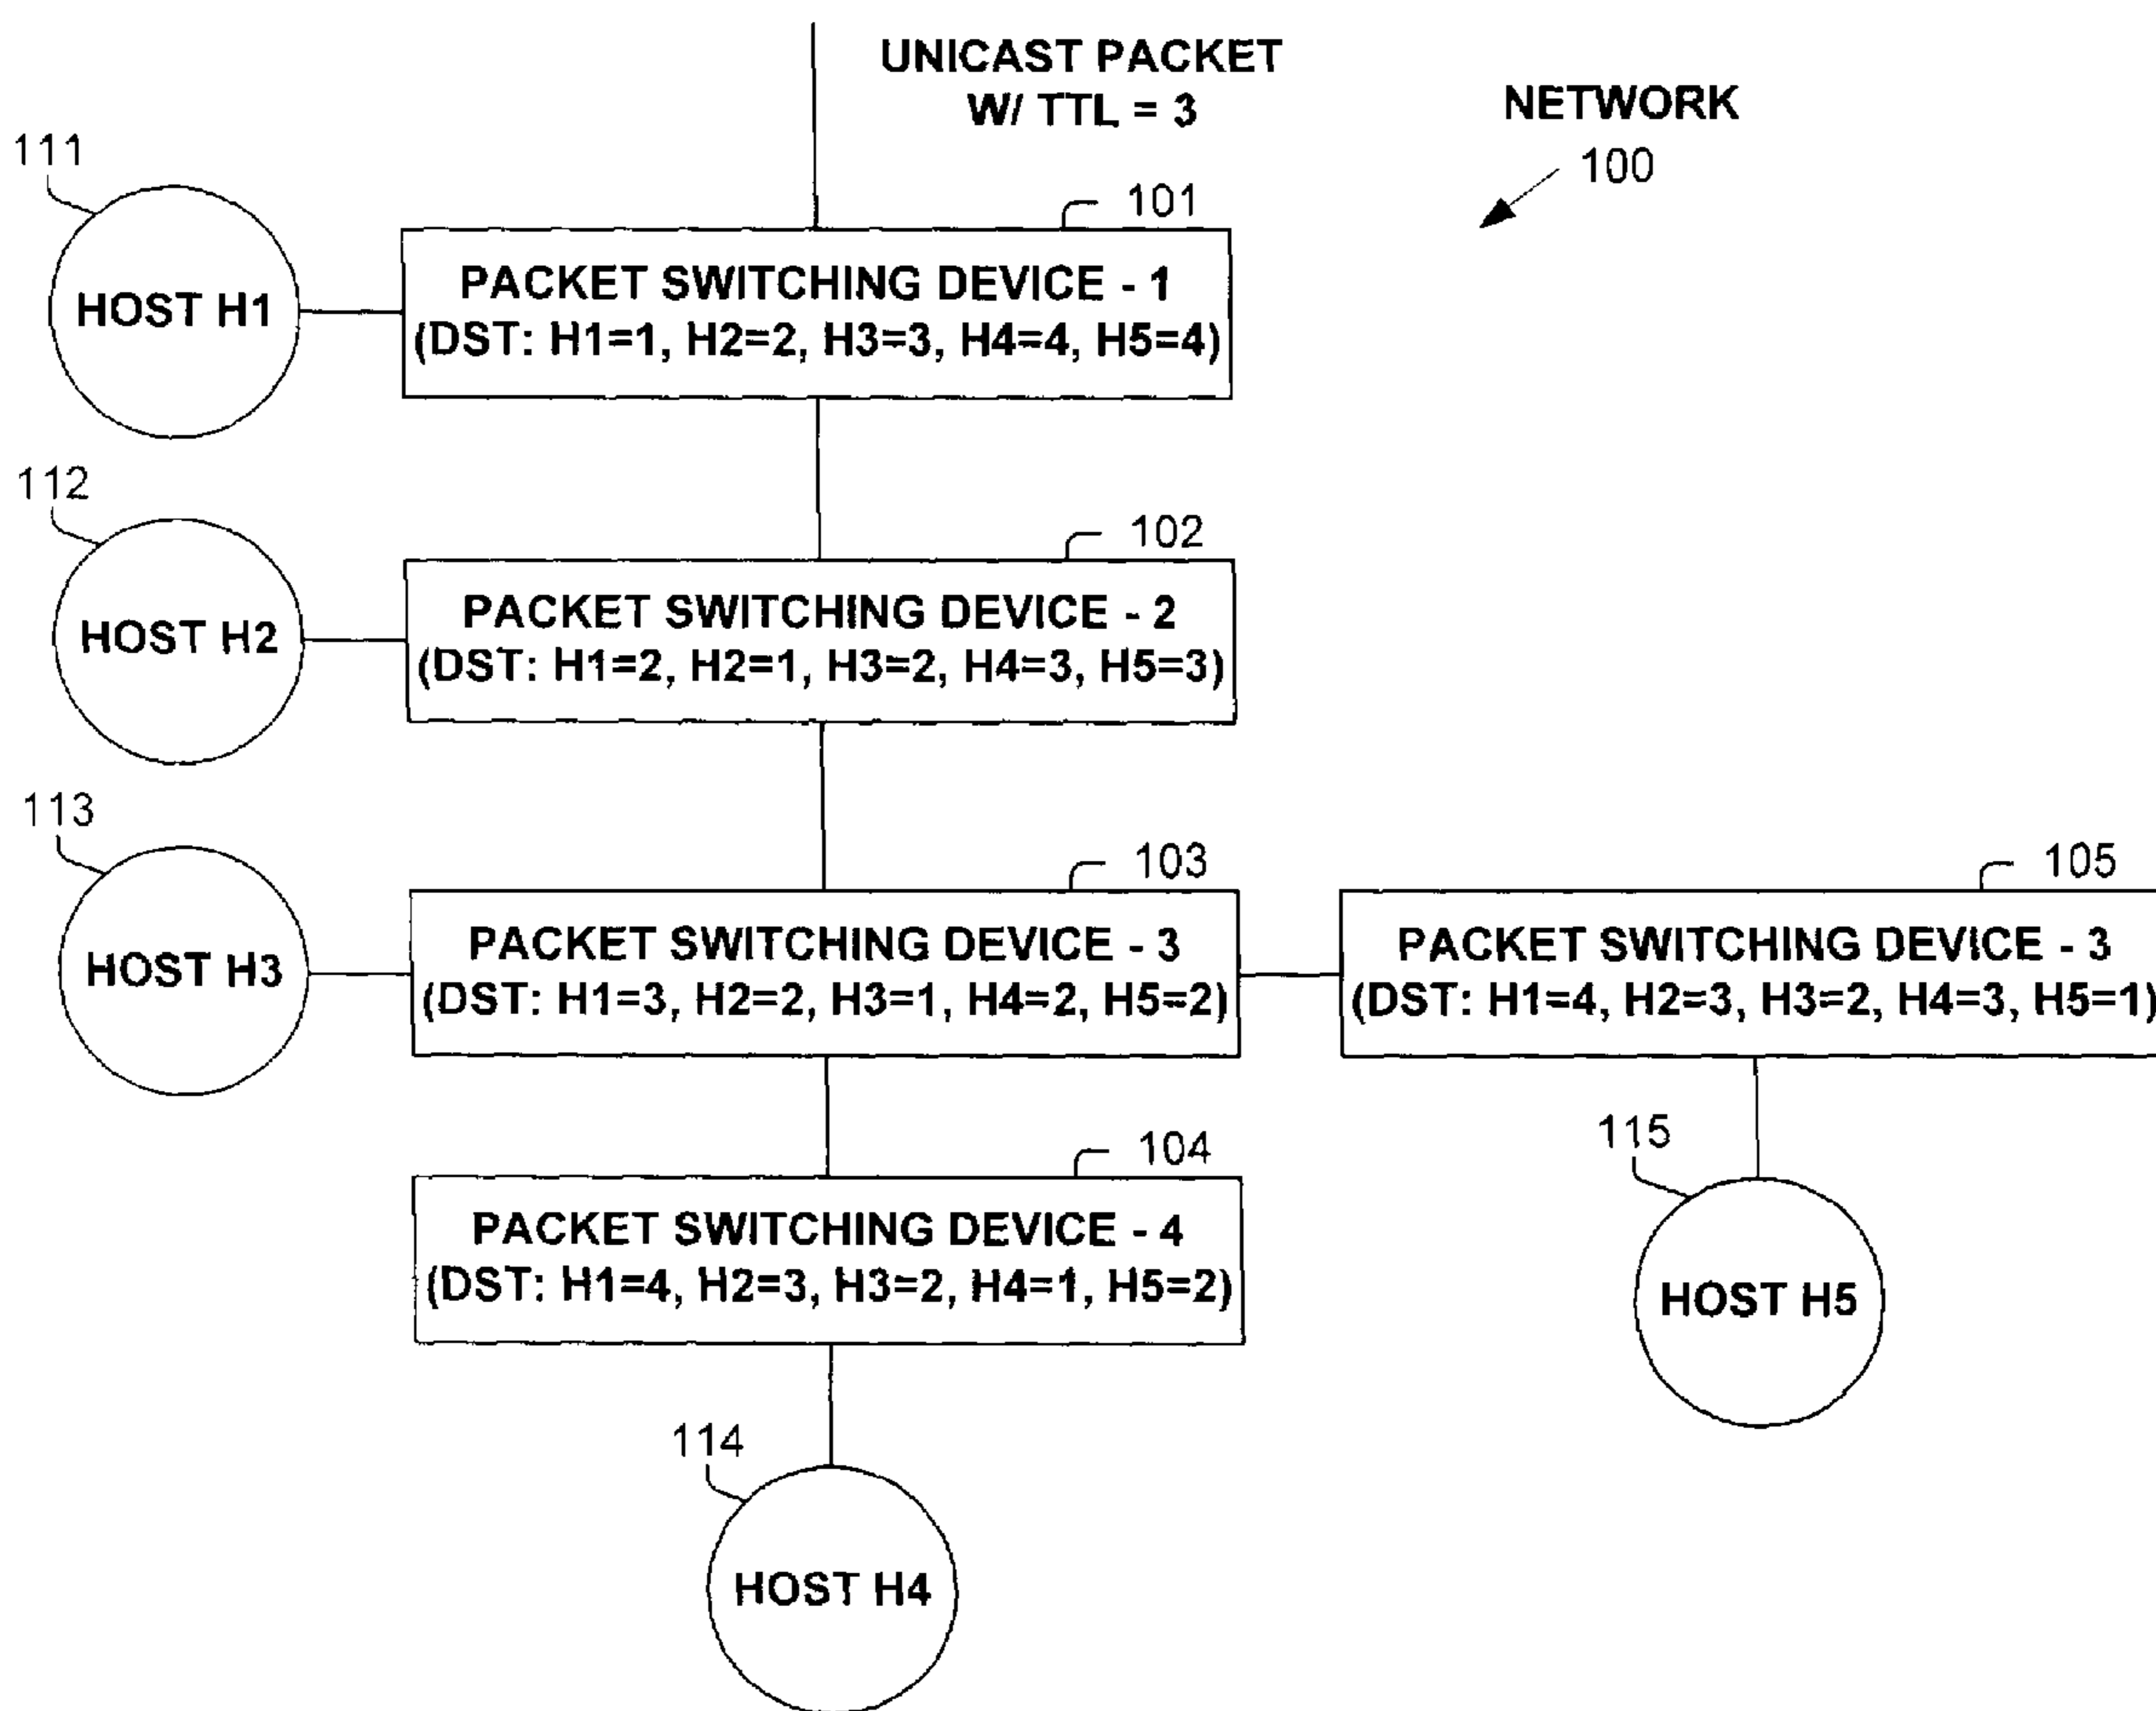 UNICAST PACKET
W/ TTL = 3
NETWORK
100
111
101
HOST H1
PACKET SWITCHING DEVICE - 1
(DST: H1=1, H2=2, H3=3, H4=4, H5=4)
112
102
HOST H2
PACKET SWITCHING DEVICE - 2
(DST: H1=2, H2=1, H3=2, H4=3, H5=3)
113
103
105
HOST H3
PACKET SWITCHING DEVICE - 3
(DST: H1=3, H2=2, H3=1, H4=2, H5=2)
PACKET SWITCHING DEVICE - 3
(DST: H1=4, H2=3, H3=2, H4=3, H5=1)
104
115
PACKET SWITCHING DEVICE - 4
(DST: H1=4, H2=3, H3=2, H4=1, H5=2)
HOST H5
114
HOST H4